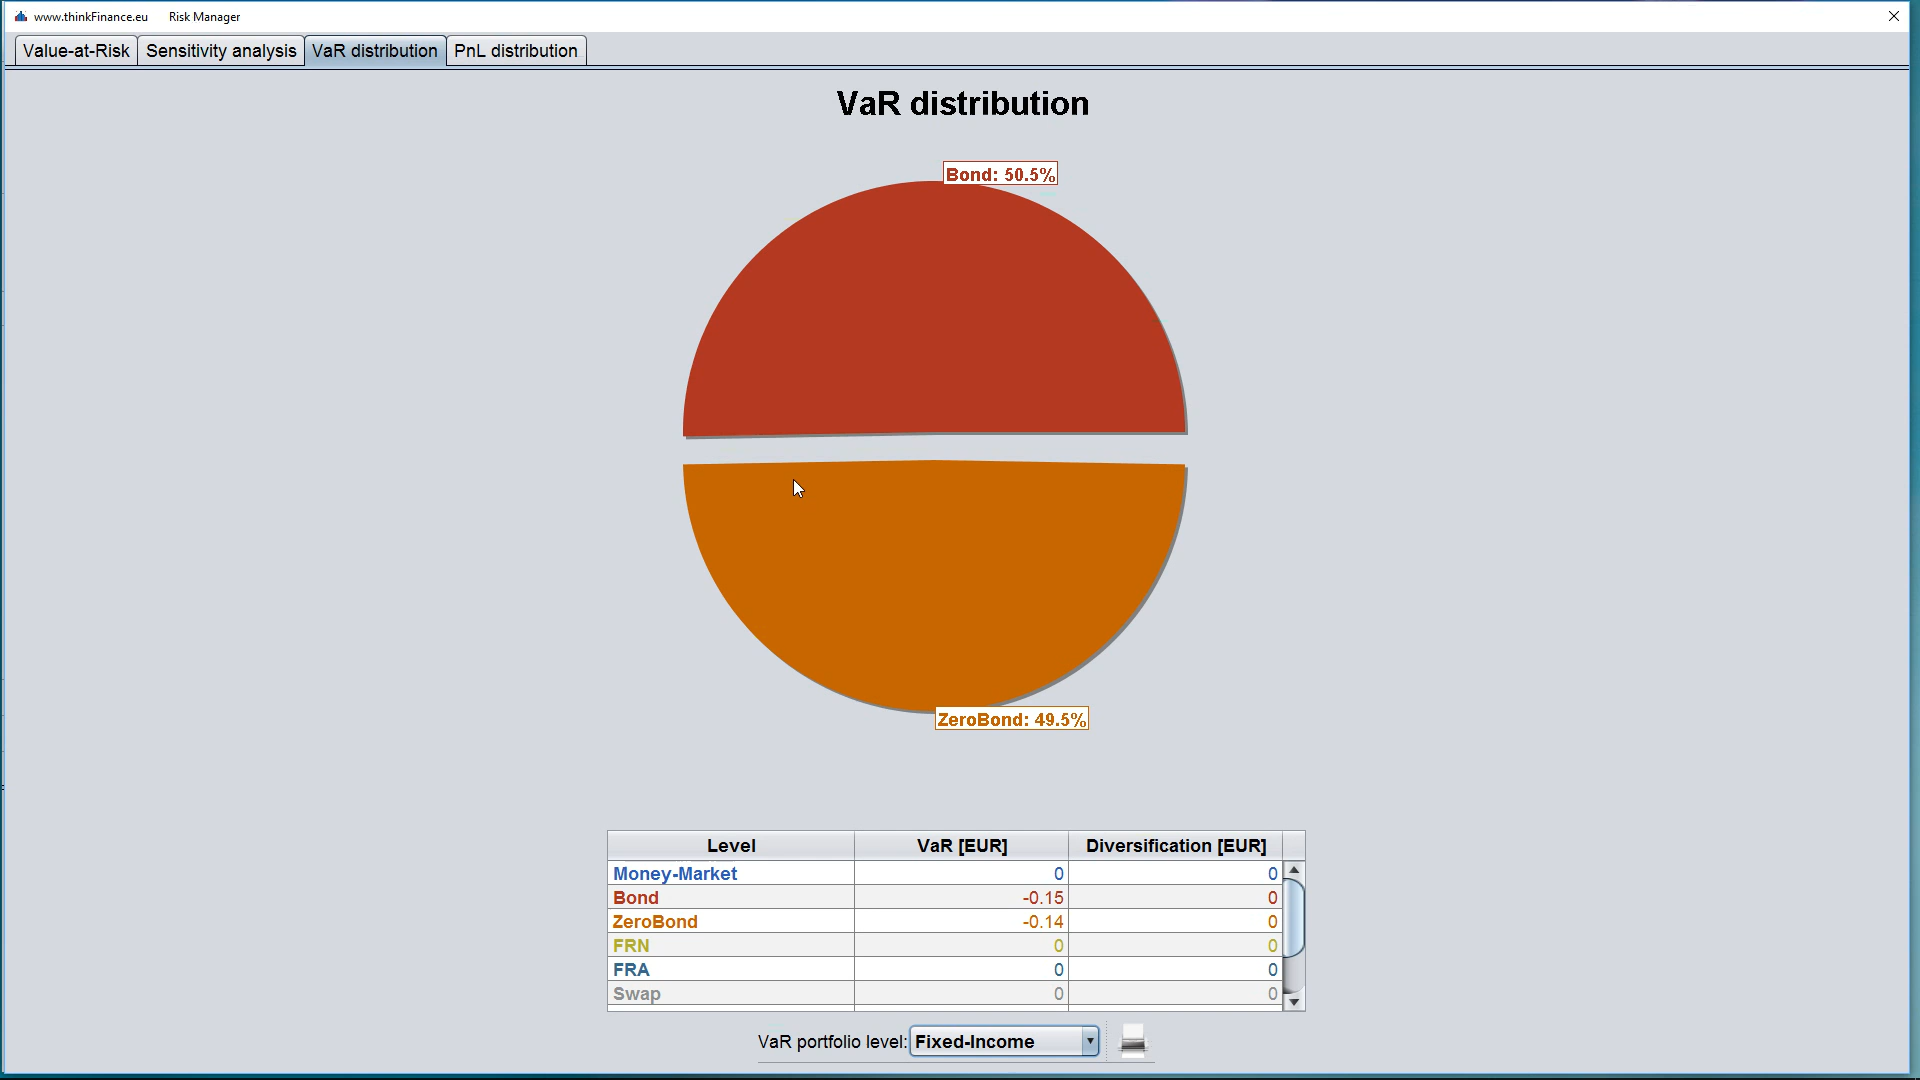 www.thinkFinance.eu Risk Manager
Value-at-Risk Sensitivity analysis VaR distribution PnL distribution
VaR distribution
Bond: 50.5%
ZeroBond: 49.5%
Level VaR [EUR] Diversification [EUR]
Money-Market 0 0
Bond -0.15 0
ZeroBond -0.14 0
FRN 0 0
FRA 0 0
Swap 0 0
VaR portfolio level: Fixed-Income